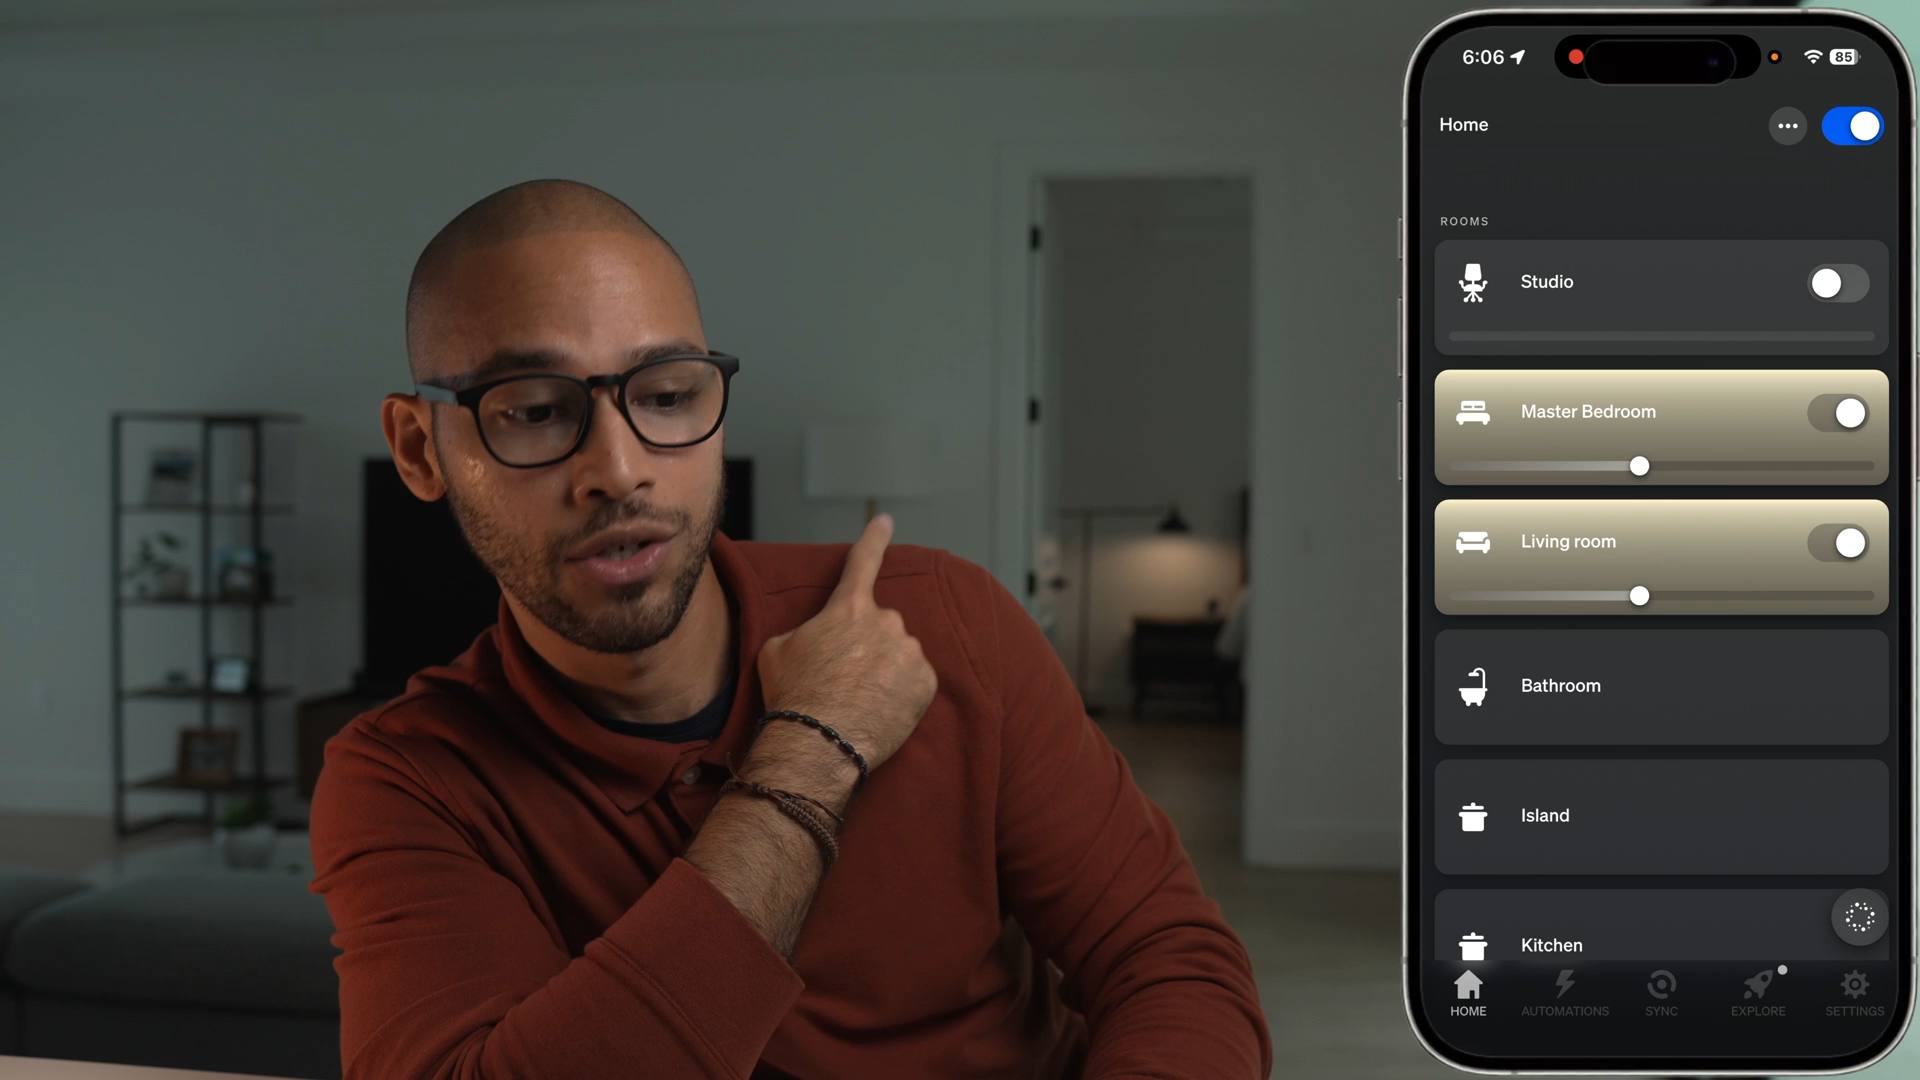 6:06
85
Home
ROOMS
Studio
Master Bedroom
Living room
Bathroom
Island
Kitchen
HOME
AUTOMATIONS
SYNC
EXPLORE
SETTINGS